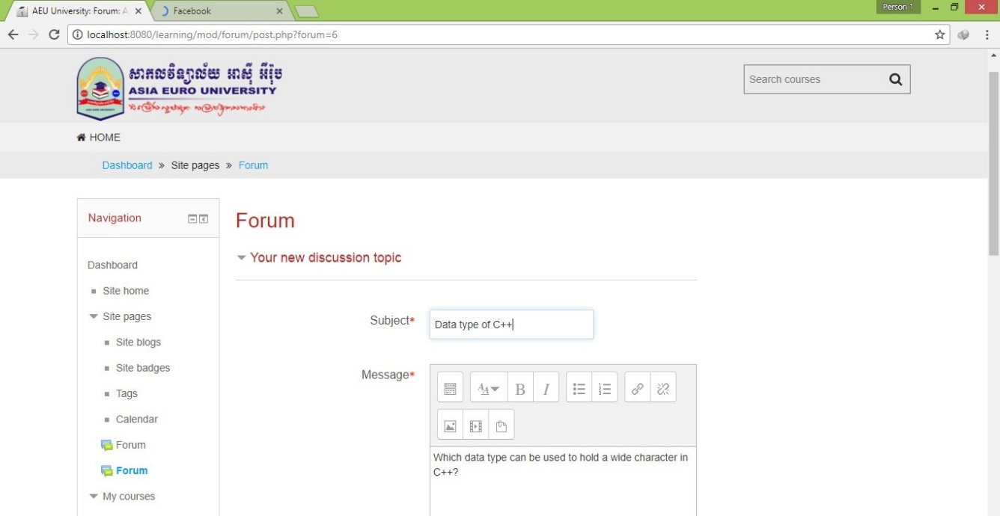 AEU University: Forum: A
Facebook
Person 1
localhost:8080/learning/mod/forum/post.php?forum=6
សាកលវិទ្យាល័យ អាស៊ី អឺរ៉ុប
ASIA EURO UNIVERSITY
Search courses
HOME
Dashboard » Site pages » Forum
Navigation
Dashboard
Site home
Site pages
Site blogs
Site badges
Tags
Calendar
Forum
Forum
My courses
Forum
Your new discussion topic
Subject*
Data type of C++
Message*
Which data type can be used to hold a wide character in
C++?